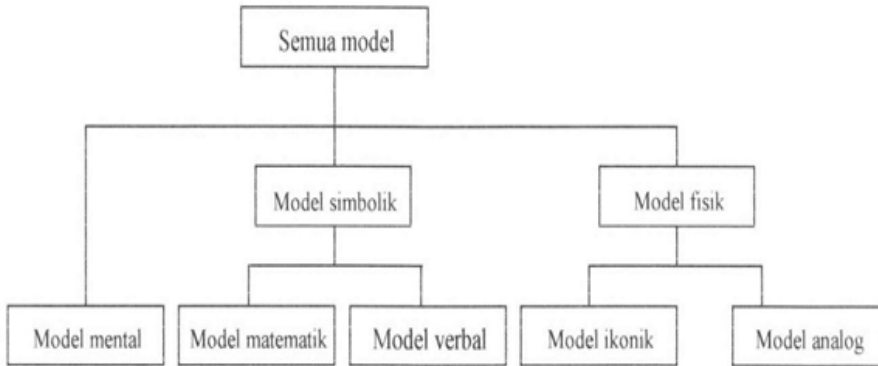 Semua model
Model simbolik
Model fisik
Model mental
Model matematik
Model verbal
Model ikonik
Model analog